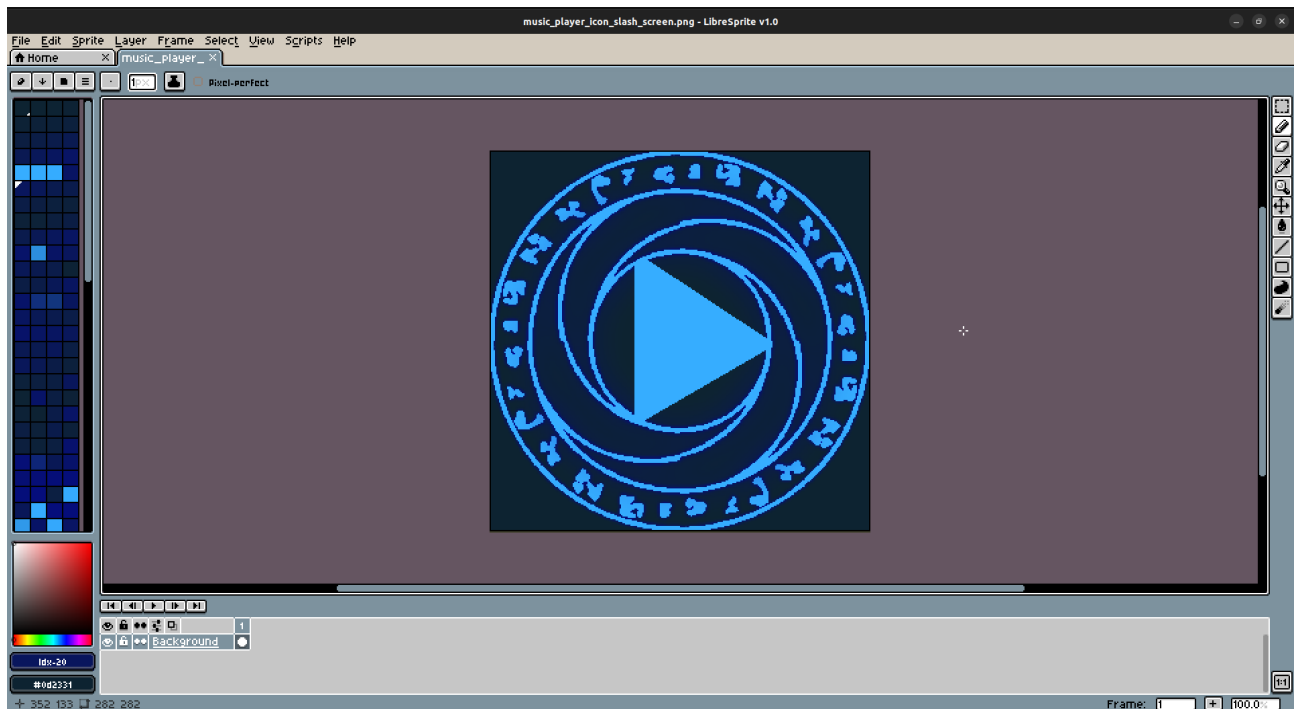 music_player_icon_slash_screen.png - LibreSprite v1.0
File Edit Sprite Layer Frame Select View Scripts Help
Home music_player_
1px Pixel-perfect
1
Background
Idx-20
#0d2331
1:1
352 133 282 282 Frame: 1 + 100.0%